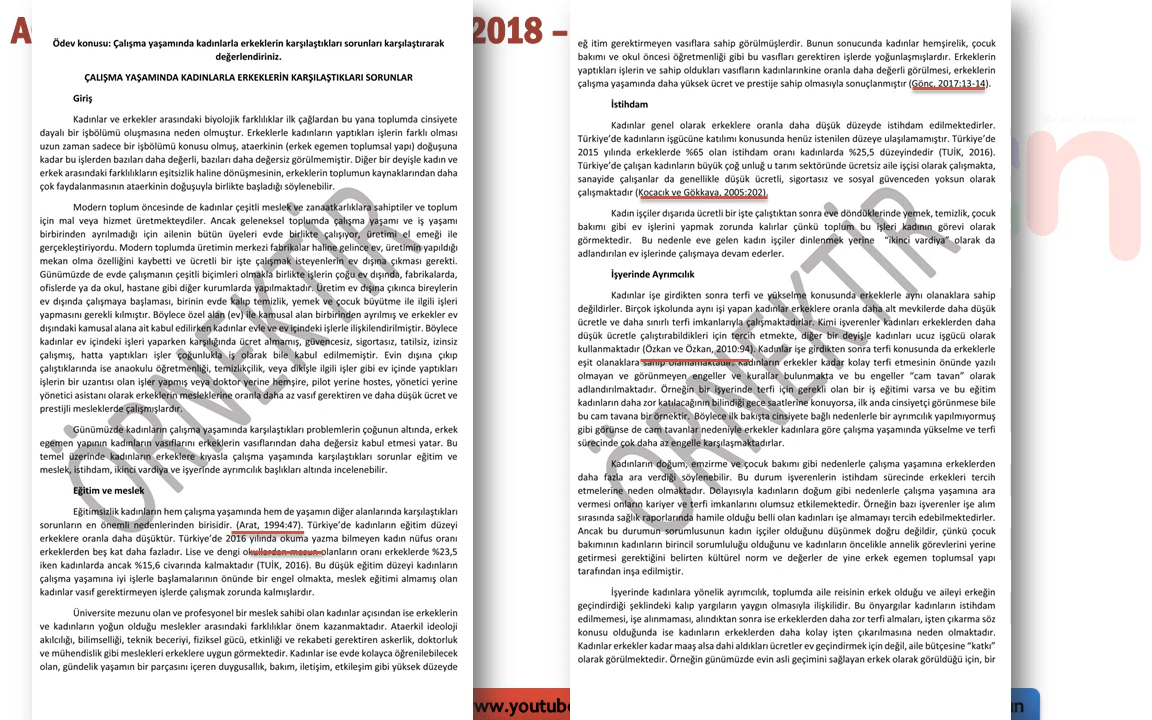 A
2018 –
Ödev konusu: Çalışma yaşamında kadınlarla erkeklerin karşılaştıkları sorunları karşılaştırarak
değerlendiriniz.
ÇALIŞMA YAŞAMINDA KADINLARLA ERKEKLERİN KARŞILAŞTIKLARI SORUNLAR
Giriş
Kadınlar ve erkekler arasındaki biyolojik farklılıklar ilk çağlardan bu yana toplumda cinsiyete
dayalı bir işbölümü oluşmasına neden olmuştur. Erkeklerle kadınların yaptıkları işlerin farklı olması
uzun zaman sadece bir işbölümü konusu olmuş, ataerkinin (erkek egemen toplumsal yapı) doğuşuna
kadar bu işlerden bazıları daha değerli, bazıları daha değersiz görülmemiştir. Diğer bir deyişle kadın ve
erkek arasındaki farklılıkların eşitsizlik haline dönüşmesinin, erkeklerin toplumun kaynaklarından daha
çok faydalanmasının ataerkinin doğuşuyla birlikte başladığı söylenebilir.
Modern toplum öncesinde de kadınlar çeşitli meslek ve zanaatkarlıklara sahiptiler ve toplum
için mal veya hizmet üretmekteydiler. Ancak geleneksel toplumda çalışma yaşamı ve iş yaşamı
birbirinden ayrılmadığı için ailenin bütün üyeleri evde birlikte çalışıyor, üretimi el emeği ile
gerçekleştiriyordu. Modern toplumda üretimin merkezi fabrikalar haline gelince ev, üretimin yapıldığı
mekan olma özelliğini kaybetti ve ücretli bir işte çalışmak isteyenlerin ev dışına çıkması gerekti.
Günümüzde de evde çalışmanın çeşitli biçimleri olmakla birlikte işlerin çoğu ev dışında, fabrikalarda,
ofislerde ya da okul, hastane gibi diğer kurumlarda yapılmaktadır. Üretim ev dışına çıkınca bireylerin
ev dışında çalışmaya başlaması, birinin evde kalıp temizlik, yemek ve çocuk büyütme ile ilgili işleri
yapmasını gerekli kılmıştır. Böylece özel alan (ev) ile kamusal alan birbirinden ayrılmış ve erkekler ev
dışındaki kamusal alana ait kabul edilirken kadınlar evle ve ev içindeki işlerle ilişkilendirilmiştir. Böylece
kadınlar ev içindeki işleri yaparken karşılığında ücret almamış, güvencesiz, sigortasız, tatilsiz, izinsiz
çalışmış, hatta yaptıkları işler çoğunlukla iş olarak bile kabul edilmemiştir. Evin dışına çıkıp
çalıştıklarında ise anaokulu öğretmenliği, temizlikçilik, veya dikişle ilgili işler gibi ev içinde yaptıkları
işlerin bir uzantısı olan işler yapmış veya doktor yerine hemşire, pilot yerine hostes, yönetici yerine
yönetici asistanı olarak erkeklerin mesleklerine oranla daha az vasıf gerektiren ve daha düşük ücret ve
prestijli mesleklerde çalışmışlardır.
Günümüzde kadınların çalışma yaşamında karşılaştıkları problemlerin çoğunun altında, erkek
egemen yapının kadınların vasıflarını erkeklerin vasıflarından daha değersiz kabul etmesi yatar. Bu
temel üzerinde kadınların erkeklere kıyasla çalışma yaşamında karşılaştıkları sorunlar eğitim ve
meslek, istihdam, ikinci vardiya ve işyerinde ayrımcılık başlıkları altında incelenebilir.
Eğitim ve meslek
Eğitimsizlik kadınların hem çalışma yaşamında hem de yaşamın diğer alanlarında karşılaştıkları
sorunların en önemli nedenlerinden birisidir. (Arat, 1994:47). Türkiye’de kadınların eğitim düzeyi
erkeklere oranla daha düşüktür. Türkiye’de 2016 yılında okuma yazma bilmeyen kadın nüfus oranı
erkeklerden beş kat daha fazladır. Lise ve dengi okullardan mezun olanların oranı erkeklerde %23,5
iken kadınlarda ancak %15,6 civarında kalmaktadır (TUİK, 2016). Bu düşük eğitim düzeyi kadınların
çalışma yaşamına iyi işlerle başlamalarının önünde bir engel olmakta, meslek eğitimi almamış olan
kadınlar vasıf gerektirmeyen işlerde çalışmak zorunda kalmışlardır.
Üniversite mezunu olan ve profesyonel bir meslek sahibi olan kadınlar açısından ise erkeklerin
ve kadınların yoğun olduğu meslekler arasındaki farklılıklar önem kazanmaktadır. Ataerkil ideoloji
akılcılığı, bilimselliği, teknik beceriyi, fiziksel gücü, etkinliği ve rekabeti gerektiren askerlik, doktorluk
ve mühendislik gibi meslekleri erkeklere uygun görmektedir. Kadınlar ise evde kolayca öğrenilebilecek
olan, gündelik yaşamın bir parçasını içeren duygusallık, bakım, iletişim, etkileşim gibi yüksek düzeyde
ÖRNEKTİR
eğ itim gerektirmeyen vasıflara sahip görülmüşlerdir. Bunun sonucunda kadınlar hemşirelik, çocuk
bakımı ve okul öncesi öğretmenliği gibi bu vasıfları gerektiren işlerde yoğunlaşmışlardır. Erkeklerin
yaptıkları işlerin ve sahip oldukları vasıfların kadınlarınkine oranla daha değerli görülmesi, erkeklerin
çalışma yaşamında daha yüksek ücret ve prestije sahip olmasıyla sonuçlanmıştır (Gönç, 2017:13-14).
İstihdam
Kadınlar genel olarak erkeklere oranla daha düşük düzeyde istihdam edilmektedirler.
Türkiye’de kadınların işgücüne katılımı konusunda henüz istenilen düzeye ulaşılamamıştır. Türkiye’de
2015 yılında erkeklerde %65 olan istihdam oranı kadınlarda %25,5 düzeyindedir (TUİK, 2016).
Türkiye’de çalışan kadınların büyük çoğ unluğ u tarım sektöründe ücretsiz aile işçisi olarak çalışmakta,
sanayide çalışanlar da genellikle düşük ücretli, sigortasız ve sosyal güvenceden yoksun olarak
çalışmaktadır (Kocacık ve Gökkaya, 2005:202).
Kadın işçiler dışarıda ücretli bir işte çalıştıktan sonra eve döndüklerinde yemek, temizlik, çocuk
bakımı gibi ev işlerini yapmak zorunda kalırlar çünkü toplum bu işleri kadının görevi olarak
görmektedir. Bu nedenle eve gelen kadın işçiler dinlenmek yerine “ikinci vardiya” olarak da
adlandırılan ev işlerinde çalışmaya devam ederler.
İşyerinde Ayrımcılık
Kadınlar işe girdikten sonra terfi ve yükselme konusunda erkeklerle aynı olanaklara sahip
değildirler. Birçok işkolunda aynı işi yapan kadınlar erkeklere oranla daha alt mevkilerde daha düşük
ücretle ve daha sınırlı terfi imkanlarıyla çalışmaktadırlar. Kimi işverenler kadınları erkeklerden daha
düşük ücretle çalıştırabildikleri için tercih etmekte, diğer bir deyişle kadınları ucuz işgücü olarak
kullanmaktadır (Özkan ve Özkan, 2010:94). Kadınlar işe girdikten sonra terfi konusunda da erkeklerle
eşit olanaklara sahip olamamaktadır. Kadınların erkekler kadar kolay terfi etmesinin önünde yazılı
olmayan ve görünmeyen engeller ve kurallar bulunmakta ve bu engeller “cam tavan” olarak
adlandırılmaktadır. Örneğin bir işyerinde terfi için gerekli olan bir iş eğitimi varsa ve bu eğitim
kadınların daha zor katılacağının bilindiği gece saatlerine konuyorsa, ilk anda cinsiyetçi görünmese bile
bu cam tavana bir örnektir. Böylece ilk bakışta cinsiyete bağlı nedenlerle bir ayrımcılık yapılmıyormuş
gibi görünse de cam tavanlar nedeniyle erkekler kadınlara göre çalışma yaşamında yükselme ve terfi
sürecinde çok daha az engelle karşılaşmaktadırlar.
Kadınların doğum, emzirme ve çocuk bakımı gibi nedenlerle çalışma yaşamına erkeklerden
daha fazla ara verdiği söylenebilir. Bu durum işverenlerin istihdam sürecinde erkekleri tercih
etmelerine neden olmaktadır. Dolayısıyla kadınların doğum gibi nedenlerle çalışma yaşamına ara
vermesi onların kariyer ve terfi imkanlarını olumsuz etkilemektedir. Örneğin bazı işverenler işe alım
sırasında sağlık raporlarında hamile olduğu belli olan kadınları işe almamayı tercih edebilmektedirler.
Ancak bu durumun sorumlusunun kadın işçiler olduğunu düşünmek doğru değildir, çünkü çocuk
bakımının kadınların birincil sorumluluğu olduğunu ve kadınların öncelikle annelik görevlerini yerine
getirmesi gerektiğini belirten kültürel norm ve değerler de yine erkek egemen toplumsal yapı
tarafından inşa edilmiştir.
İşyerinde kadınlara yönelik ayrımcılık, toplumda aile reisinin erkek olduğu ve aileyi erkeğin
geçindirdiği şeklindeki kalıp yargıların yaygın olmasıyla ilişkilidir. Bu önyargılar kadınların istihdam
edilmemesi, işe alınmaması, alındıktan sonra ise erkeklerden daha zor terfi almaları, işten çıkarma söz
konusu olduğunda ise kadınların erkeklerden daha kolay işten çıkarılmasına neden olmaktadır.
Kadınlar erkekler kadar maaş alsa dahi aldıkları ücretler ev geçindirmek için değil, aile bütçesine “katkı”
olarak görülmektedir. Örneğin günümüzde evin asli geçimini sağlayan erkek olarak görüldüğü için, bir
ÖRNEKTİR
n
ww.youtube
ın